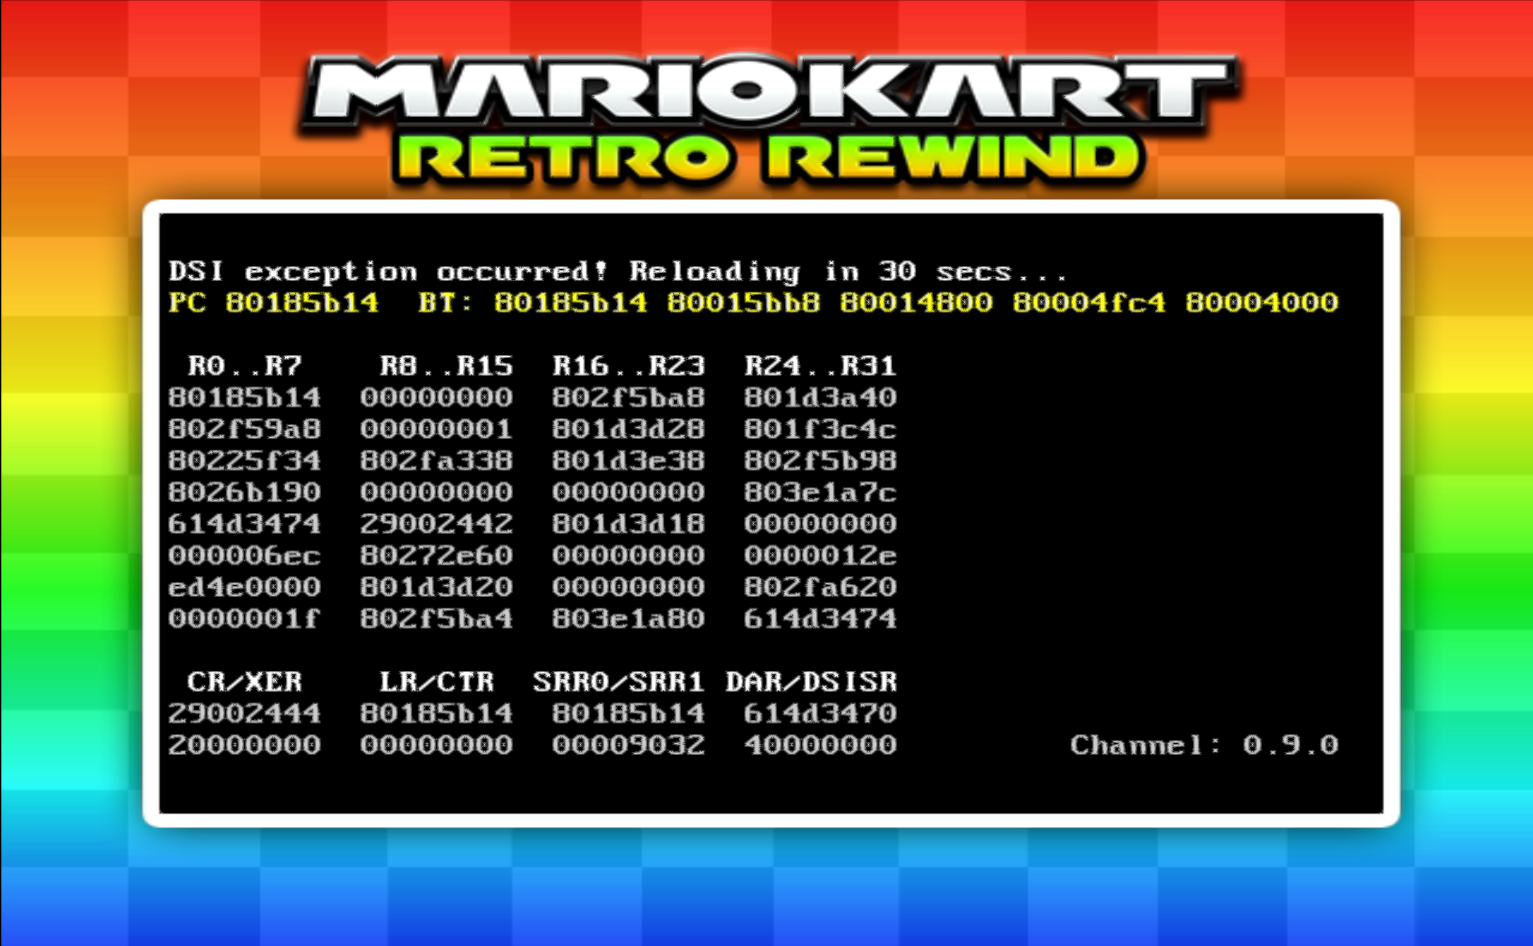 MARIOKART
RETRO REWIND
DSI exception occurred! Reloading in 30 secs...
PC 80185b14 BT: 80185b14 80015bb8 80014800 80004fc4 80004000
R0..R7 R8..R15 R16..R23 R24..R31
80185b14 00000000 802f5ba8 801d3a40
802f59a8 00000001 801d3d28 801f3c4c
80225f34 802fa338 801d3e38 802f5b98
8026b190 00000000 00000000 803e1a7c
614d3474 29002442 801d3d18 00000000
000006ec 80272e60 00000000 0000012e
ed4e0000 801d3d20 00000000 802fa620
0000001f 802f5ba4 803e1a80 614d3474
CR/XER LR/CTR SRR0/SRR1 DAR/DSISR
29002444 80185b14 80185b14 614d3470
20000000 00000000 00009032 40000000 Channel: 0.9.0